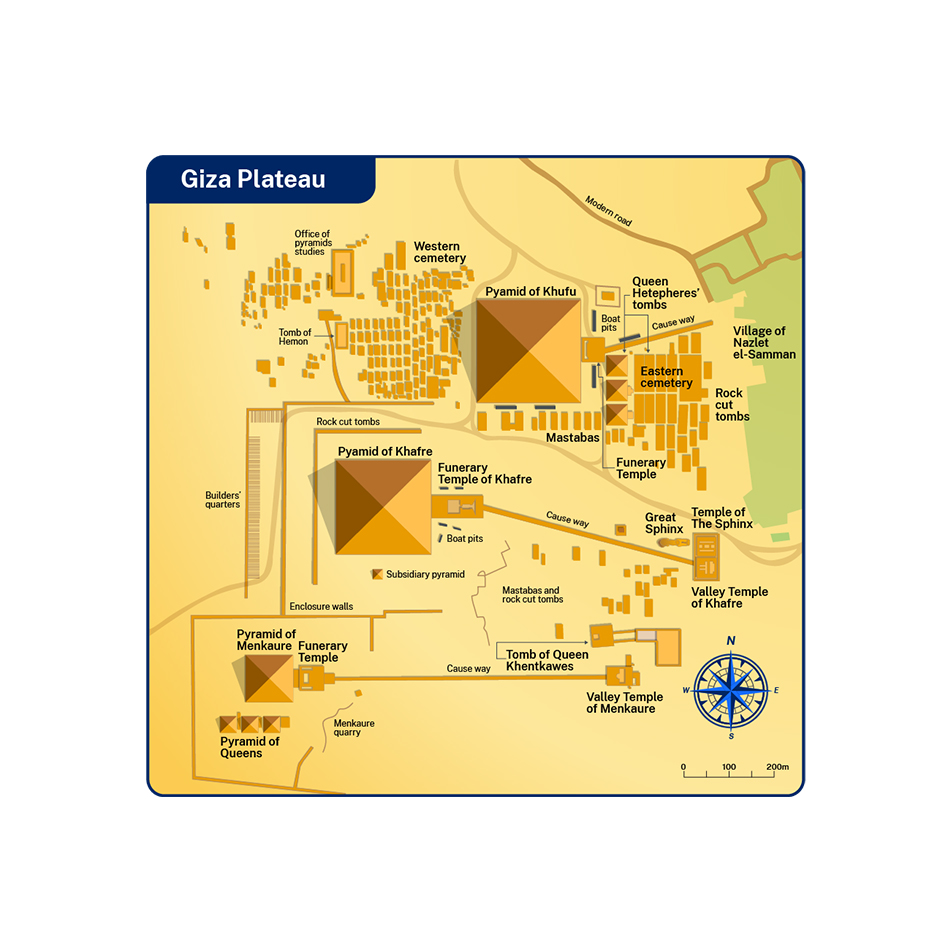 Giza Plateau
Modern road
Office of
pyramids
studies
Western
cemetery
Pyamid of Khufu
Queen
Hetepheres'
tombs
Boat
pits
Cause way
Village of
Nazlet
el-Samman
Tomb of
Hemon
Eastern
cemetery
Rock
cut
tombs
Mastabas
Rock cut tombs
Funerary
Temple
Pyamid of Khafre
Funerary
Temple of Khafre
Builders'
quarters
Cause way
Great
Sphinx
Temple of
The Sphinx
Boat pits
Subsidiary pyramid
Mastabas and
rock cut tombs
Valley Temple
of Khafre
Enclosure walls
Pyramid of
Menkaure
Funerary
Temple
Tomb of Queen
Khentkawes
Cause way
Valley Temple
of Menkaure
N
W
E
S
Menkaure
quarry
Pyramid of
Queens
0 100 200m